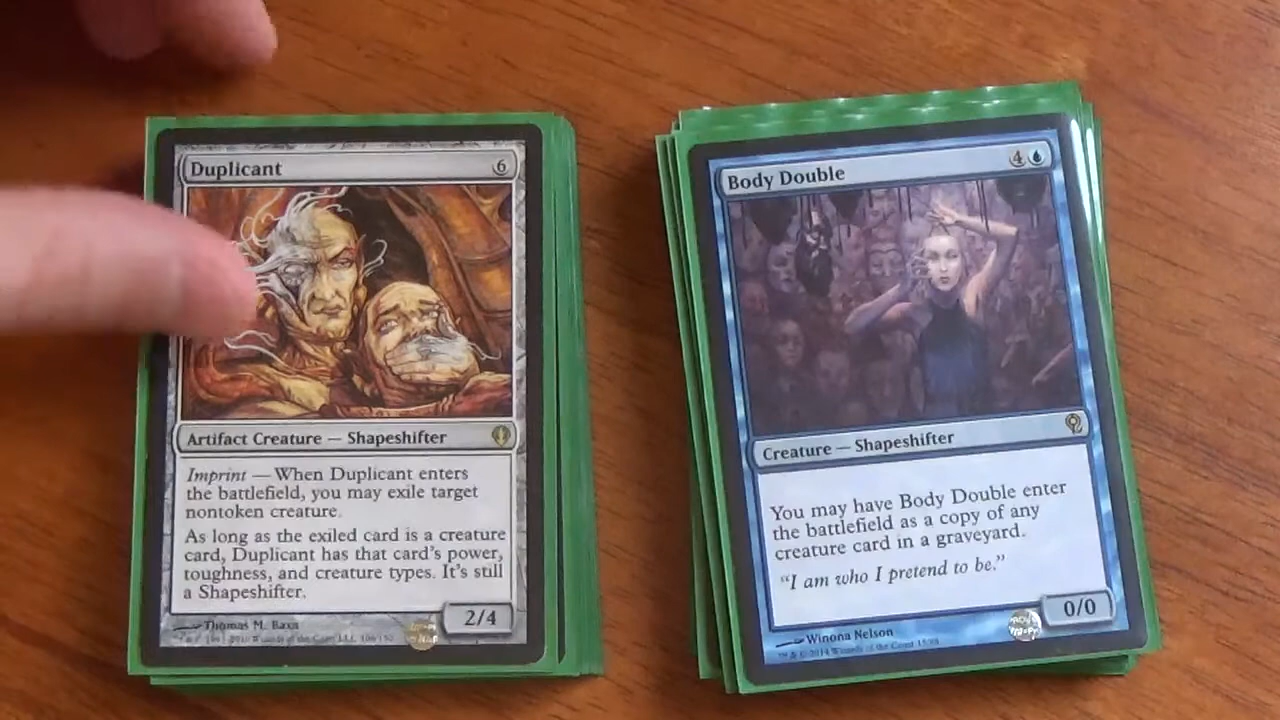 Duplicant 6
Artifact Creature — Shapeshifter
Imprint — When Duplicant enters
the battlefield, you may exile target
nontoken creature.
As long as the exiled card is a creature
card, Duplicant has that card's power,
toughness, and creature types. It's still
a Shapeshifter.
2/4
Thomas M. Baxa
Body Double 4
Creature — Shapeshifter
You may have Body Double enter
the battlefield as a copy of any
creature card in a graveyard.
"I am who I pretend to be."
0/0
Winona Nelson